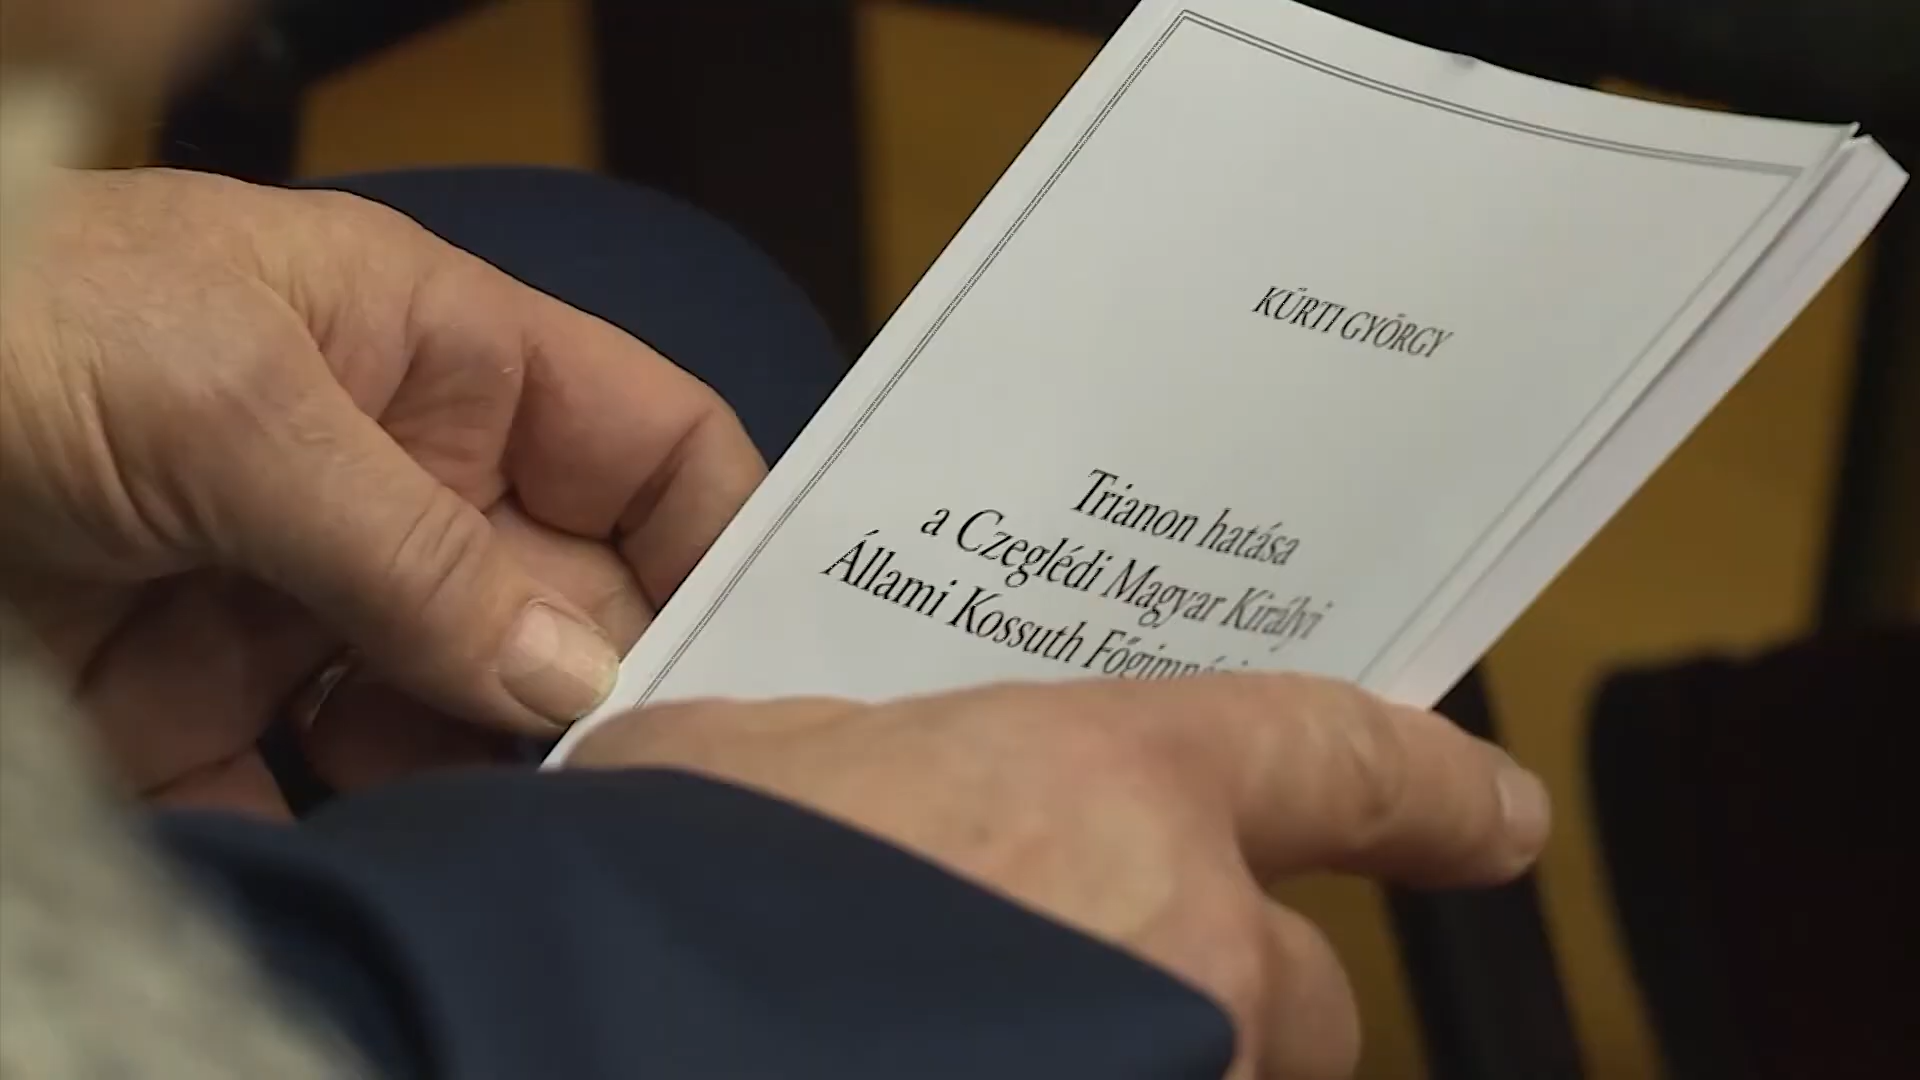 KÜRTI GYÖRGY
Trianon hatása
a Czeglédi Magyar Királyi
Állami Kossuth